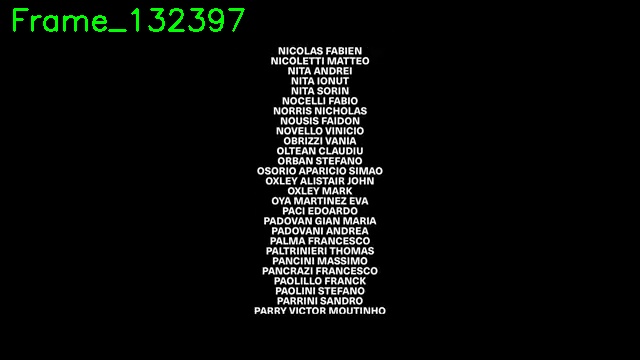 Frame_132397
NICOLAS FABIEN
NICOLETTI MATTEO
NITA ANDREI
NITA IONUT
NITA SORIN
NOCELLI FABIO
NORRIS NICHOLAS
NOUSIS FAIDON
NOVELLO VINICIO
OBRIZZI VANIA
OLTEAN CLAUDIU
ORBAN STEFANO
OSORIO APARICIO SIMAO
OXLEY ALISTAIR JOHN
OXLEY MARK
OYA MARTINEZ EVA
PACI EDOARDO
PADOVAN GIAN MARIA
PADOVANI ANDREA
PALMA FRANCESCO
PALTRINIERI THOMAS
PANCINI MASSIMO
PANCRAZI FRANCESCO
PAOLILLO FRANCK
PAOLINI STEFANO
PARRINI SANDRO
PARRY VICTOR MOUTINHO